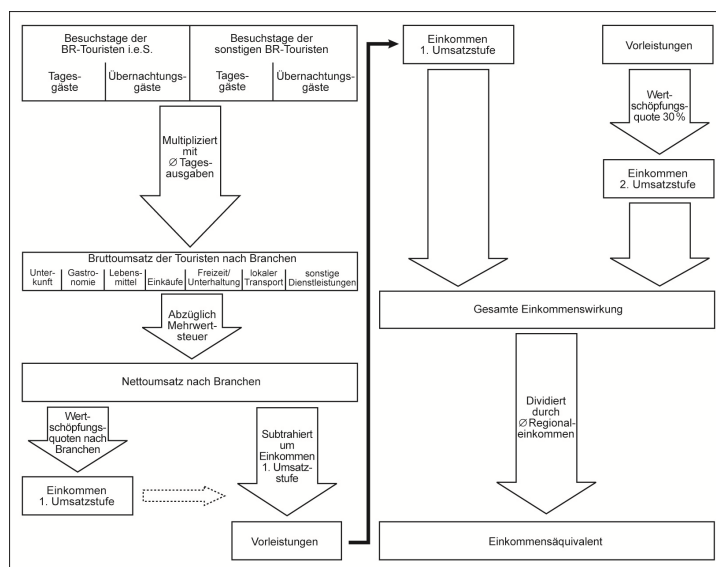 Besuchstage der
BR-Touristen i.e.S.
Besuchstage der
sonstigen BR-Touristen
Tages-
gäste
Übernachtungs-
gäste
Tages-
gäste
Übernachtungs-
gäste
Multipliziert
mit
Ø Tages-
ausgaben
Bruttoumsatz der Touristen nach Branchen
Unter-
kunft
Gastro-
nomie
Lebens-
mittel
Einkäufe
Freizeit/
Unterhaltung
lokaler
Transport
sonstige
Dienstleistungen
Abzüglich
Mehrwert-
steuer
Nettoumsatz nach Branchen
Wert-
schöpfungs-
quoten nach
Branchen
Einkommen
1. Umsatzstufe
Subtrahiert
um
Einkommen
1. Umsatz-
stufe
Vorleistungen
Einkommen
1. Umsatzstufe
Vorleistungen
Wert-
schöpfungs-
quote 30%
Einkommen
2. Umsatzstufe
Gesamte Einkommenswirkung
Dividiert
durch
Ø Regional-
einkommen
Einkommensäquivalent